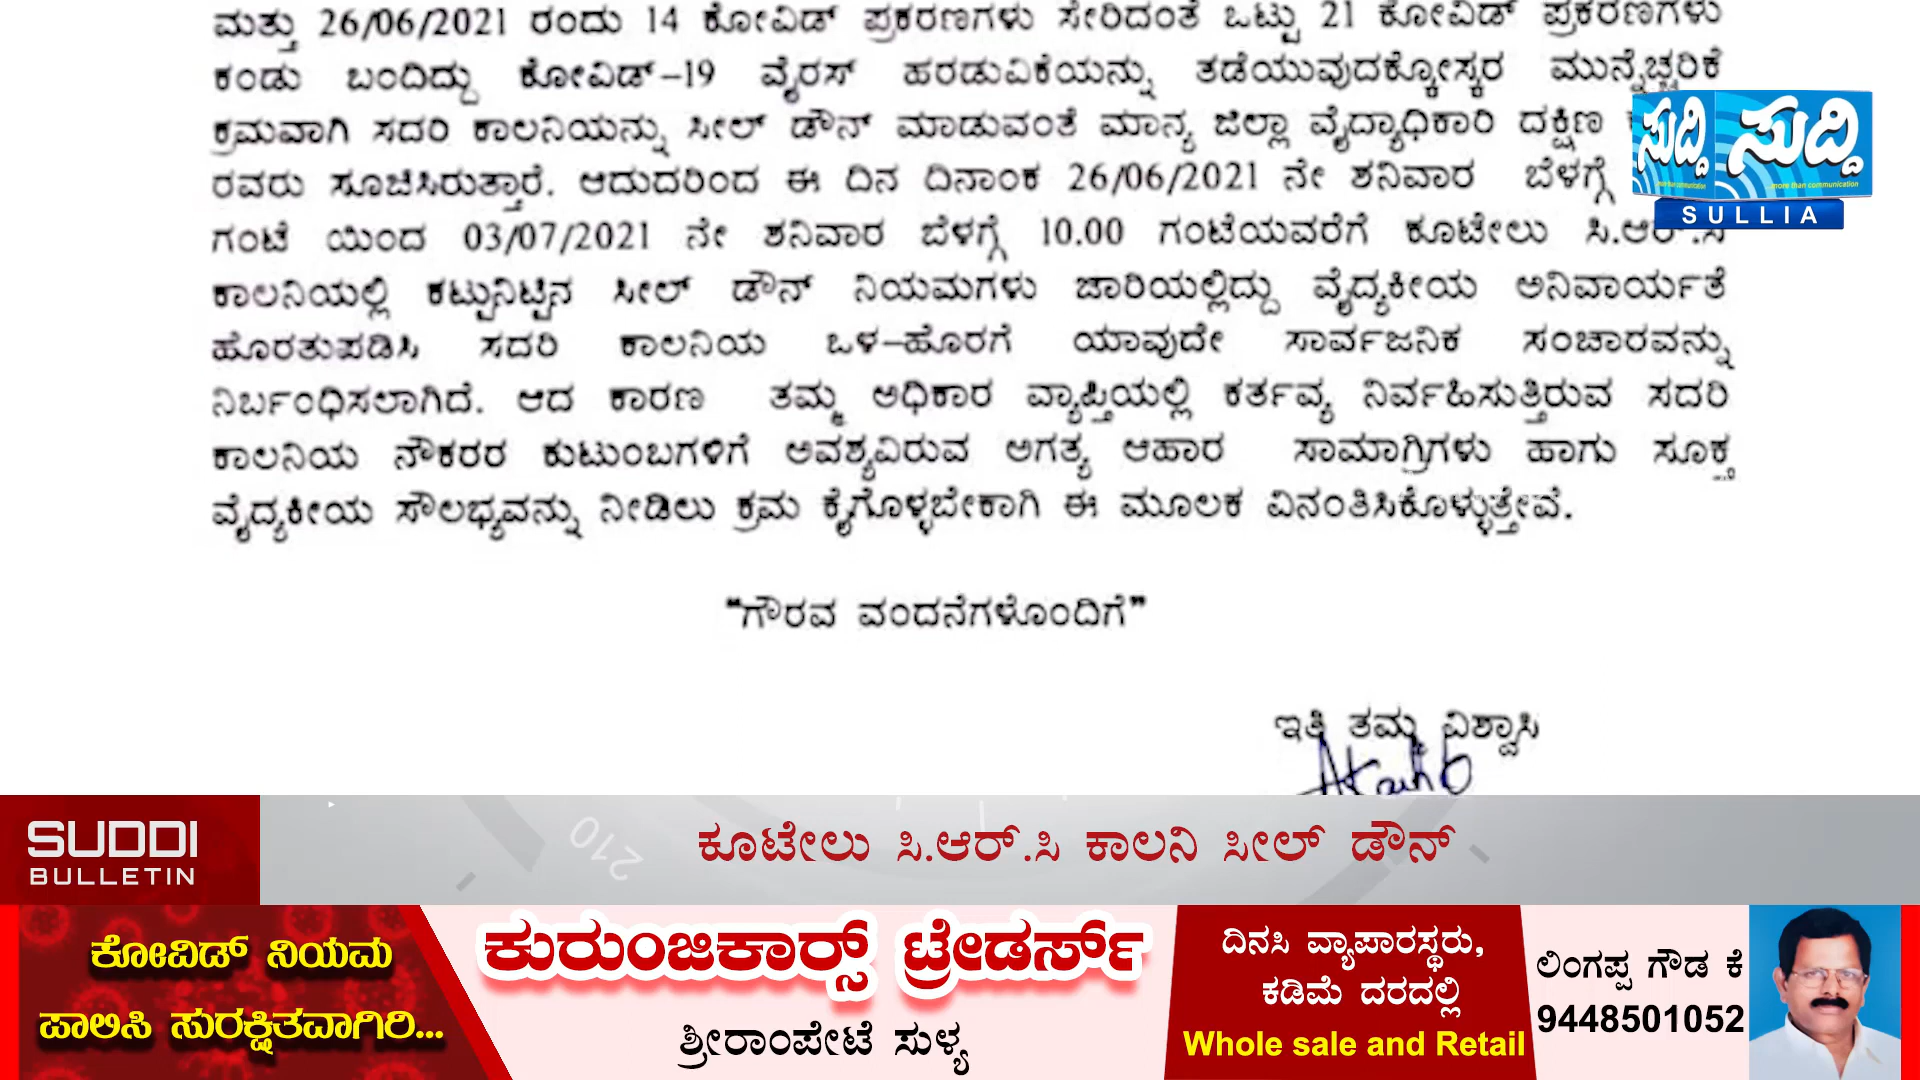 ಮತ್ತು 26/06/2021 ರಂದು 14 ಕೋವಿಡ್ ಪ್ರಕರಣಗಳು ಸೇರಿದಂತೆ ಒಟ್ಟು 21 ಕೋವಿಡ್ ಪ್ರಕರಣಗಳು
ಕಂಡು ಬಂದಿದ್ದು ಕೋವಿಡ್-19 ವೈರಸ್ ಹರಡುವಿಕೆಯನ್ನು ತಡೆಯುವುದಕ್ಕೋಸ್ಕರ ಮುನ್ನೆಚ್ಚರಿಕೆ
ಕ್ರಮವಾಗಿ ಸದರಿ ಕಾಲನಿಯನ್ನು ಸೀಲ್ ಡೌನ್ ಮಾಡುವಂತೆ ಮಾನ್ಯ ಜಿಲ್ಲಾ ವೈದ್ಯಾಧಿಕಾರಿ ದಕ್ಷಿಣ
ರವರು ಸೂಚಿಸಿರುತ್ತಾರೆ. ಆದುದರಿಂದ ಈ ದಿನ ದಿನಾಂಕ 26/06/2021 ನೇ ಶನಿವಾರ ಬೆಳಗ್ಗೆ
ಗಂಟೆ ಯಿಂದ 03/07/2021 ನೇ ಶನಿವಾರ ಬೆಳಗ್ಗೆ 10.00 ಗಂಟೆಯವರೆಗೆ ಕೂಟೇಲು ಸಿ.ಆರ್.ಸಿ
ಕಾಲನಿಯಲ್ಲಿ ಕಟ್ಟುನಿಟ್ಟಿನ ಸೀಲ್ ಡೌನ್ ನಿಯಮಗಳು ಜಾರಿಯಲ್ಲಿದ್ದು ವೈದ್ಯಕೀಯ ಅನಿವಾರ್ಯತೆ
ಹೊರತುಪಡಿಸಿ ಸದರಿ ಕಾಲನಿಯ ಒಳ-ಹೊರಗೆ ಯಾವುದೇ ಸಾರ್ವಜನಿಕ ಸಂಚಾರವನ್ನು
ನಿರ್ಬಂಧಿಸಲಾಗಿದೆ. ಆದ ಕಾರಣ ತಮ್ಮ ಅಧಿಕಾರ ವ್ಯಾಪ್ತಿಯಲ್ಲಿ ಕರ್ತವ್ಯ ನಿರ್ವಹಿಸುತ್ತಿರುವ ಸದರಿ
ಕಾಲನಿಯ ನೌಕರರ ಕುಟುಂಬಗಳಿಗೆ ಅವಶ್ಯವಿರುವ ಅಗತ್ಯ ಆಹಾರ ಸಾಮಾಗ್ರಿಗಳು ಹಾಗು ಸೂಕ್ತ
ವೈದ್ಯಕೀಯ ಸೌಲಭ್ಯವನ್ನು ನೀಡಿಲು ಕ್ರಮ ಕೈಗೊಳ್ಳಬೇಕಾಗಿ ಈ ಮೂಲಕ ವಿನಂತಿಸಿಕೊಳ್ಳುತ್ತೇವೆ.
"ಗೌರವ ವಂದನೆಗಳೊಂದಿಗೆ"
ಇತಿ ತಮ್ಮ ವಿಶ್ವಾಸಿ
ಸುದ್ದಿ ಸುದ್ದಿ
...more than communication
SULLIA
SUDDI
BULLETIN
210
ಕೂಟೇಲು ಸಿ.ಆರ್.ಸಿ ಕಾಲನಿ ಸೀಲ್ ಡೌನ್
ಕೋವಿಡ್ ನಿಯಮ
ಪಾಲಿಸಿ ಸುರಕ್ಷಿತವಾಗಿರಿ...
ಕುರುಂಜಿಕಾರ್‍ಸ್ ಟ್ರೇಡರ್ಸ್
ಶ್ರೀರಾಂಪೇಟೆ ಸುಳ್ಯ
ದಿನಸಿ ವ್ಯಾಪಾರಸ್ಥರು,
ಕಡಿಮೆ ದರದಲ್ಲಿ
Whole sale and Retail
ಲಿಂಗಪ್ಪ ಗೌಡ ಕೆ
9448501052